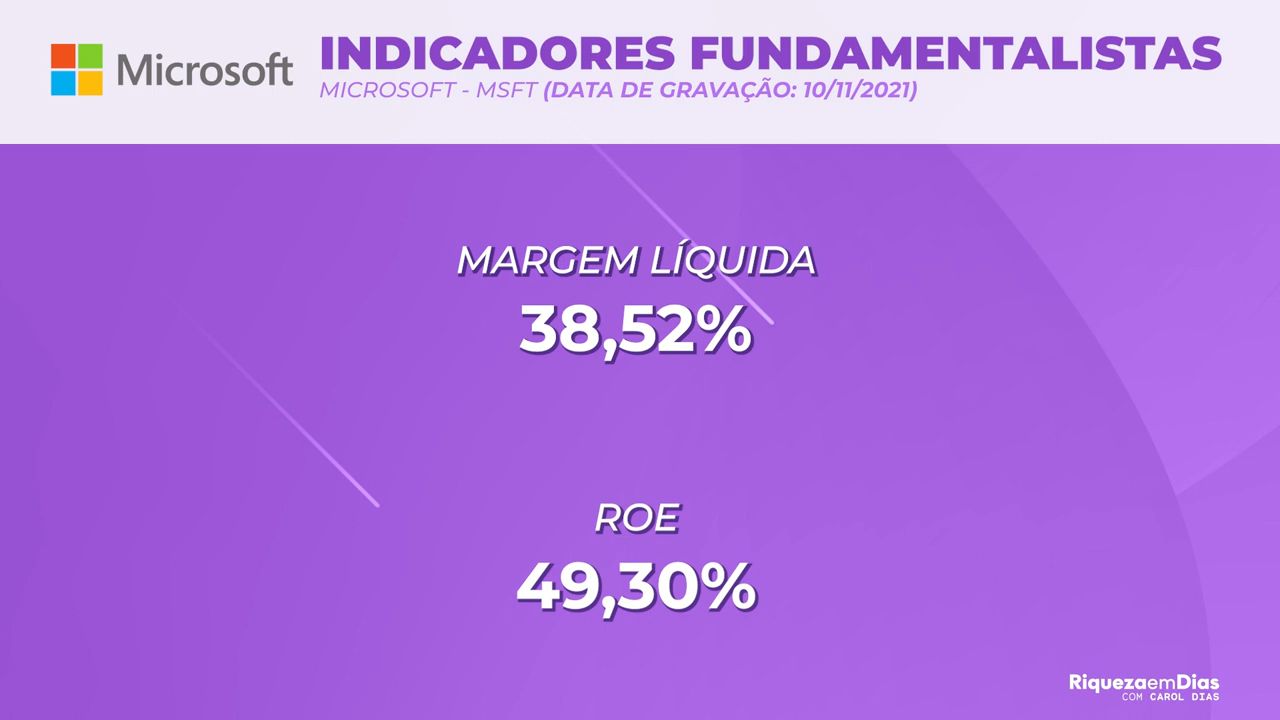 Microsoft
INDICADORES FUNDAMENTALISTAS
MICROSOFT - MSFT (DATA DE GRAVAÇÃO: 10/11/2021)
MARGEM LÍQUIDA
38,52%
ROE
49,30%
RiquezaemDias
COM CAROL DIAS